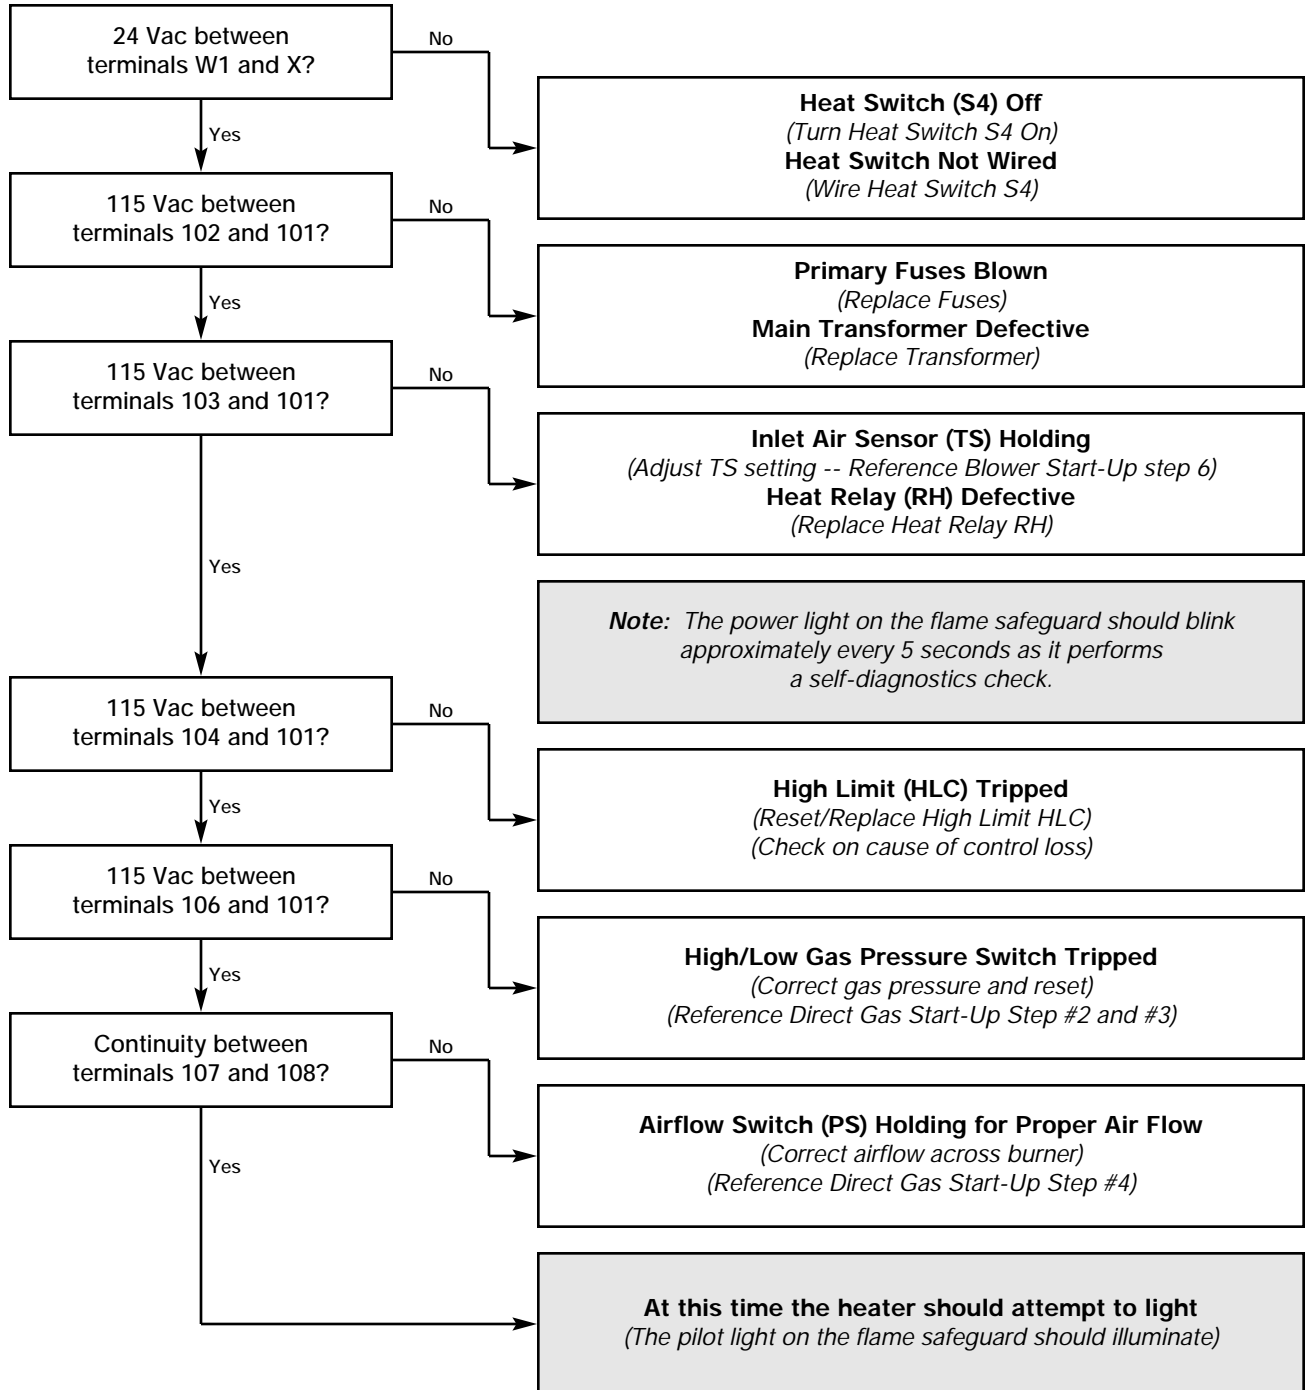 24 Vac between
terminals W1 and X?
No
Heat Switch (S4) Off
(Turn Heat Switch S4 On)
Heat Switch Not Wired
(Wire Heat Switch S4)
Yes
115 Vac between
terminals 102 and 101?
No
Primary Fuses Blown
(Replace Fuses)
Main Transformer Defective
(Replace Transformer)
Yes
115 Vac between
terminals 103 and 101?
No
Inlet Air Sensor (TS) Holding
(Adjust TS setting -- Reference Blower Start-Up step 6)
Heat Relay (RH) Defective
(Replace Heat Relay RH)
Yes
Note: The power light on the flame safeguard should blink
approximately every 5 seconds as it performs
a self-diagnostics check.
115 Vac between
terminals 104 and 101?
No
High Limit (HLC) Tripped
(Reset/Replace High Limit HLC)
(Check on cause of control loss)
Yes
115 Vac between
terminals 106 and 101?
No
High/Low Gas Pressure Switch Tripped
(Correct gas pressure and reset)
(Reference Direct Gas Start-Up Step #2 and #3)
Yes
Continuity between
terminals 107 and 108?
No
Airflow Switch (PS) Holding for Proper Air Flow
(Correct airflow across burner)
(Reference Direct Gas Start-Up Step #4)
Yes
At this time the heater should attempt to light
(The pilot light on the flame safeguard should illuminate)